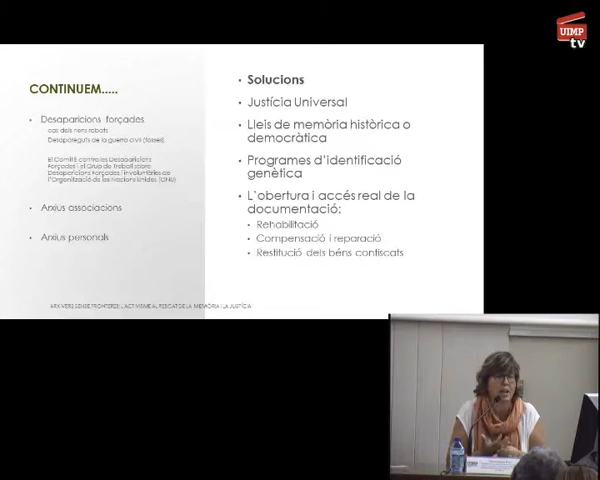 UIMP
tv
CONTINUEM.....
Desaparicions forçades
cas dels nens robats
Desapareguts de la guerra civil (fosses)
El Comitè contra les Desaparicions
Forçades i el Grup de Treball sobre
Desaparicions Forçades i Involuntàries de
l'Organització de les Nacions Unides (ONU)
Arxius associacions
Arxius personals
Solucions
Justícia Universal
Lleis de memòria històrica o
democràtica
Programes d'identificació
genètica
L'obertura i accés real de la
documentació:
Rehabilitació
Compensació i reparació
Restitució dels béns confiscats
ARXIVERS SENSE FRONTERES: L'ACTIVISME AL RESCAT DE LA MEMÒRIA I LA JUSTÍCIA